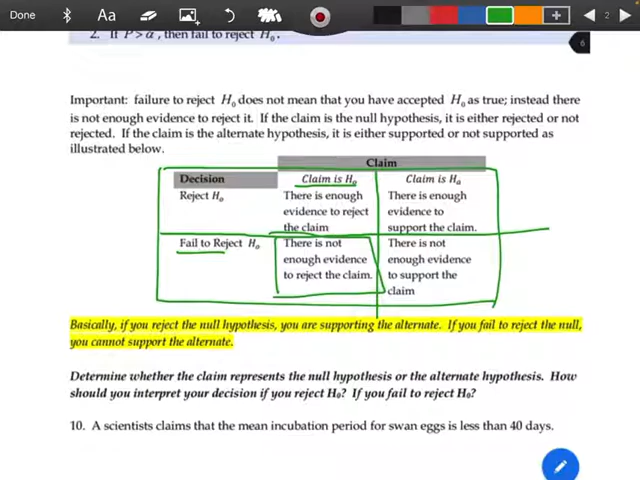 Done
Aa
2
2. If P > α, then fail to reject H₀.
6
Important: failure to reject H₀ does not mean that you have accepted H₀ as true; instead there
is not enough evidence to reject it. If the claim is the null hypothesis, it is either rejected or not
rejected. If the claim is the alternate hypothesis, it is either supported or not supported as
illustrated below.
Claim
Decision Claim is H₀ Claim is Hₐ
Reject H₀ There is enough There is enough
evidence to reject evidence to
the claim support the claim.
Fail to Reject H₀ There is not There is not
enough evidence enough evidence
to reject the claim. to support the
claim
Basically, if you reject the null hypothesis, you are supporting the alternate. If you fail to reject the null,
you cannot support the alternate.
Determine whether the claim represents the null hypothesis or the alternate hypothesis. How
should you interpret your decision if you reject H₀? If you fail to reject H₀?
10. A scientists claims that the mean incubation period for swan eggs is less than 40 days.